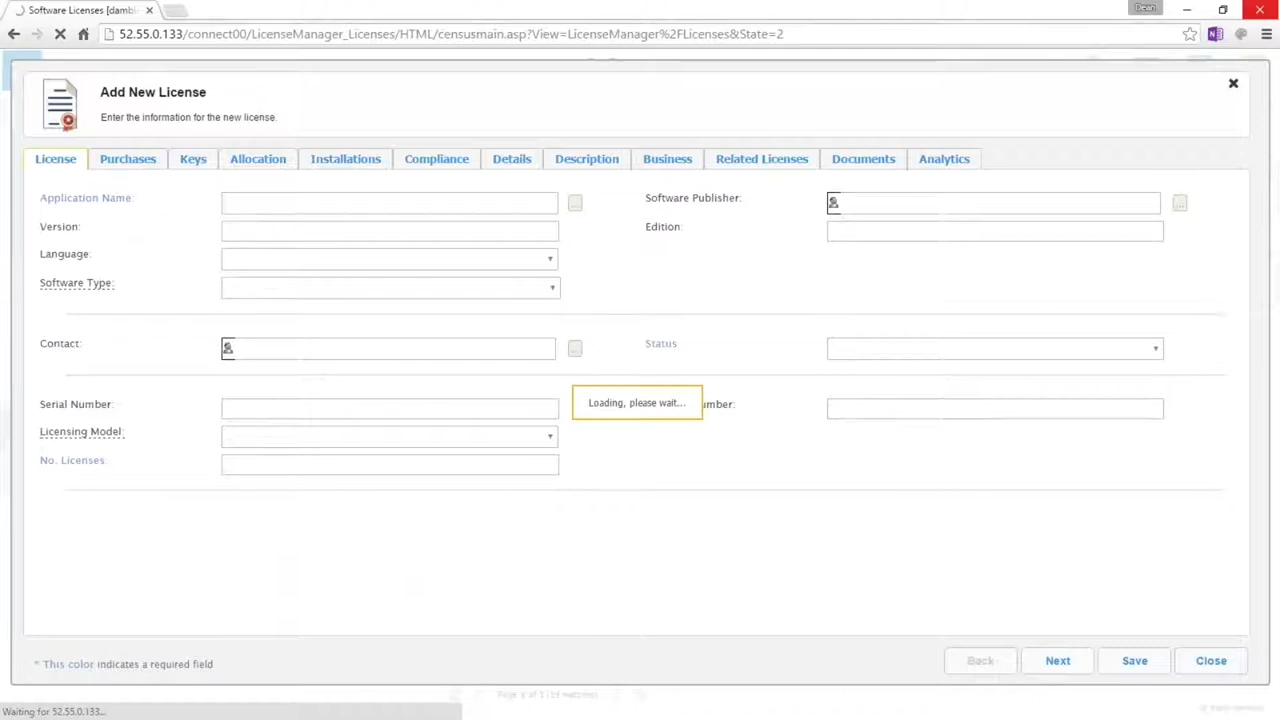 Software Licenses [damble
Dean
52.55.0.133/connect00/LicenseManager_Licenses/HTML/censusmain.asp?View=LicenseManager%2FLicenses&State=2
Add New License
Enter the information for the new license.
License Purchases Keys Allocation Installations Compliance Details Description Business Related Licenses Documents Analytics
Application Name: ... Software Publisher: ...
Version: Edition:
Language:
Software Type:
Contact: ... Status
Serial Number: Loading, please wait... umber:
Licensing Model:
No. Licenses:
* This color indicates a required field
Back Next Save Close
Waiting for 52.55.0.133...